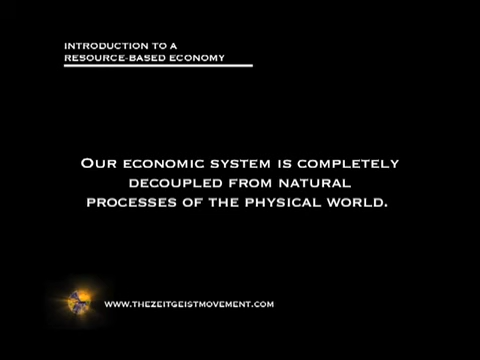 INTRODUCTION TO A
RESOURCE-BASED ECONOMY
OUR ECONOMIC SYSTEM IS COMPLETELY
DECOUPLED FROM NATURAL
PROCESSES OF THE PHYSICAL WORLD.
WWW.THEZEITGEISTMOVEMENT.COM